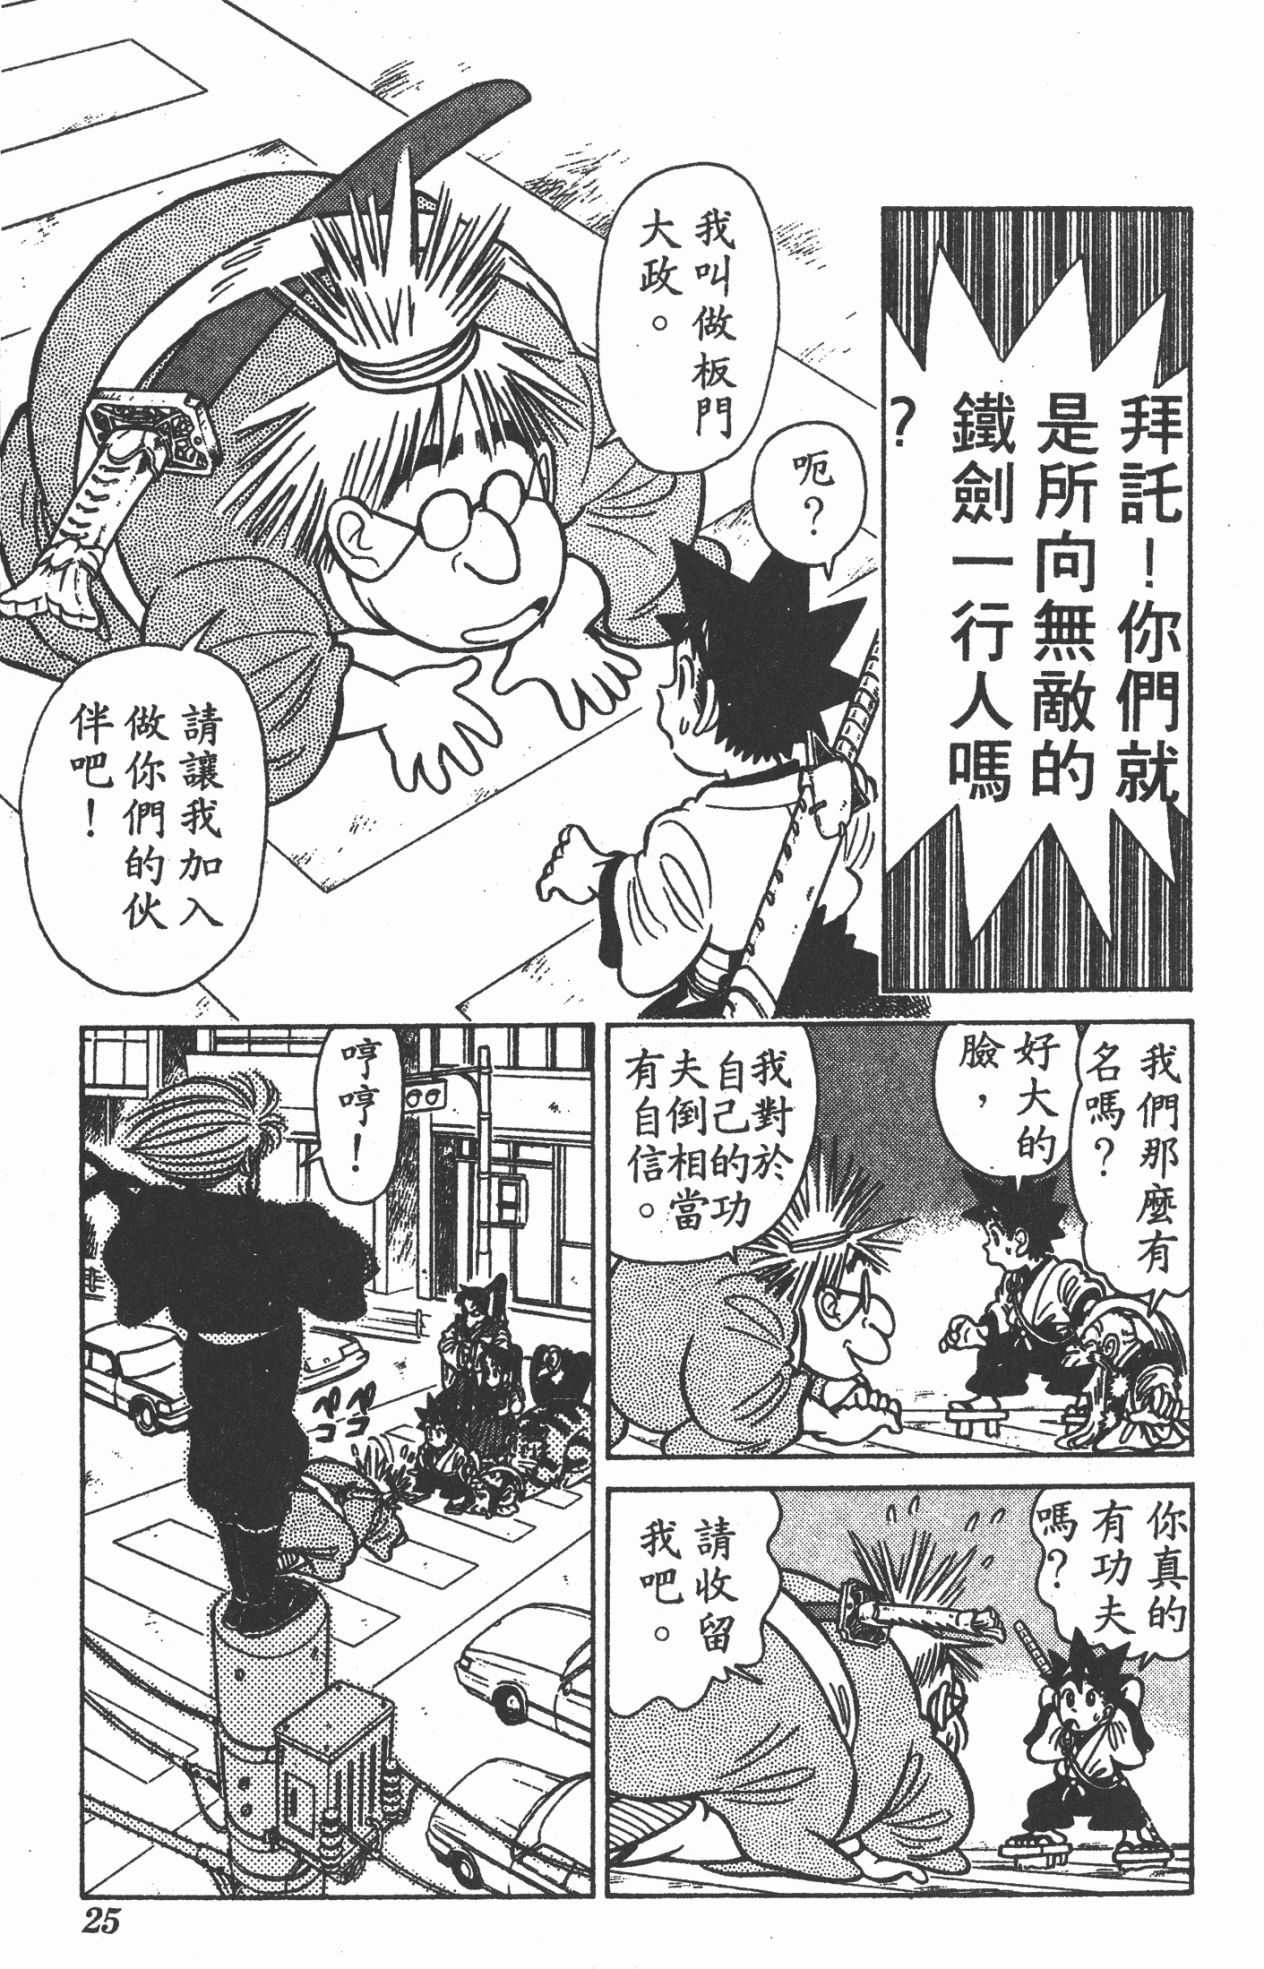 拜託！你們就
是所向無敵的
鐵劍一行人嗎
？
呃？
我叫做板門
大政。
請讓我加入
做你們的伙
伴吧！
我們那麼有
名嗎？
好大的
臉，
我對於
自己的功
夫倒相當
有自信。
你真的
有功夫
嗎？
請收留
我吧。
哼哼！
ペコ
ペコ
25